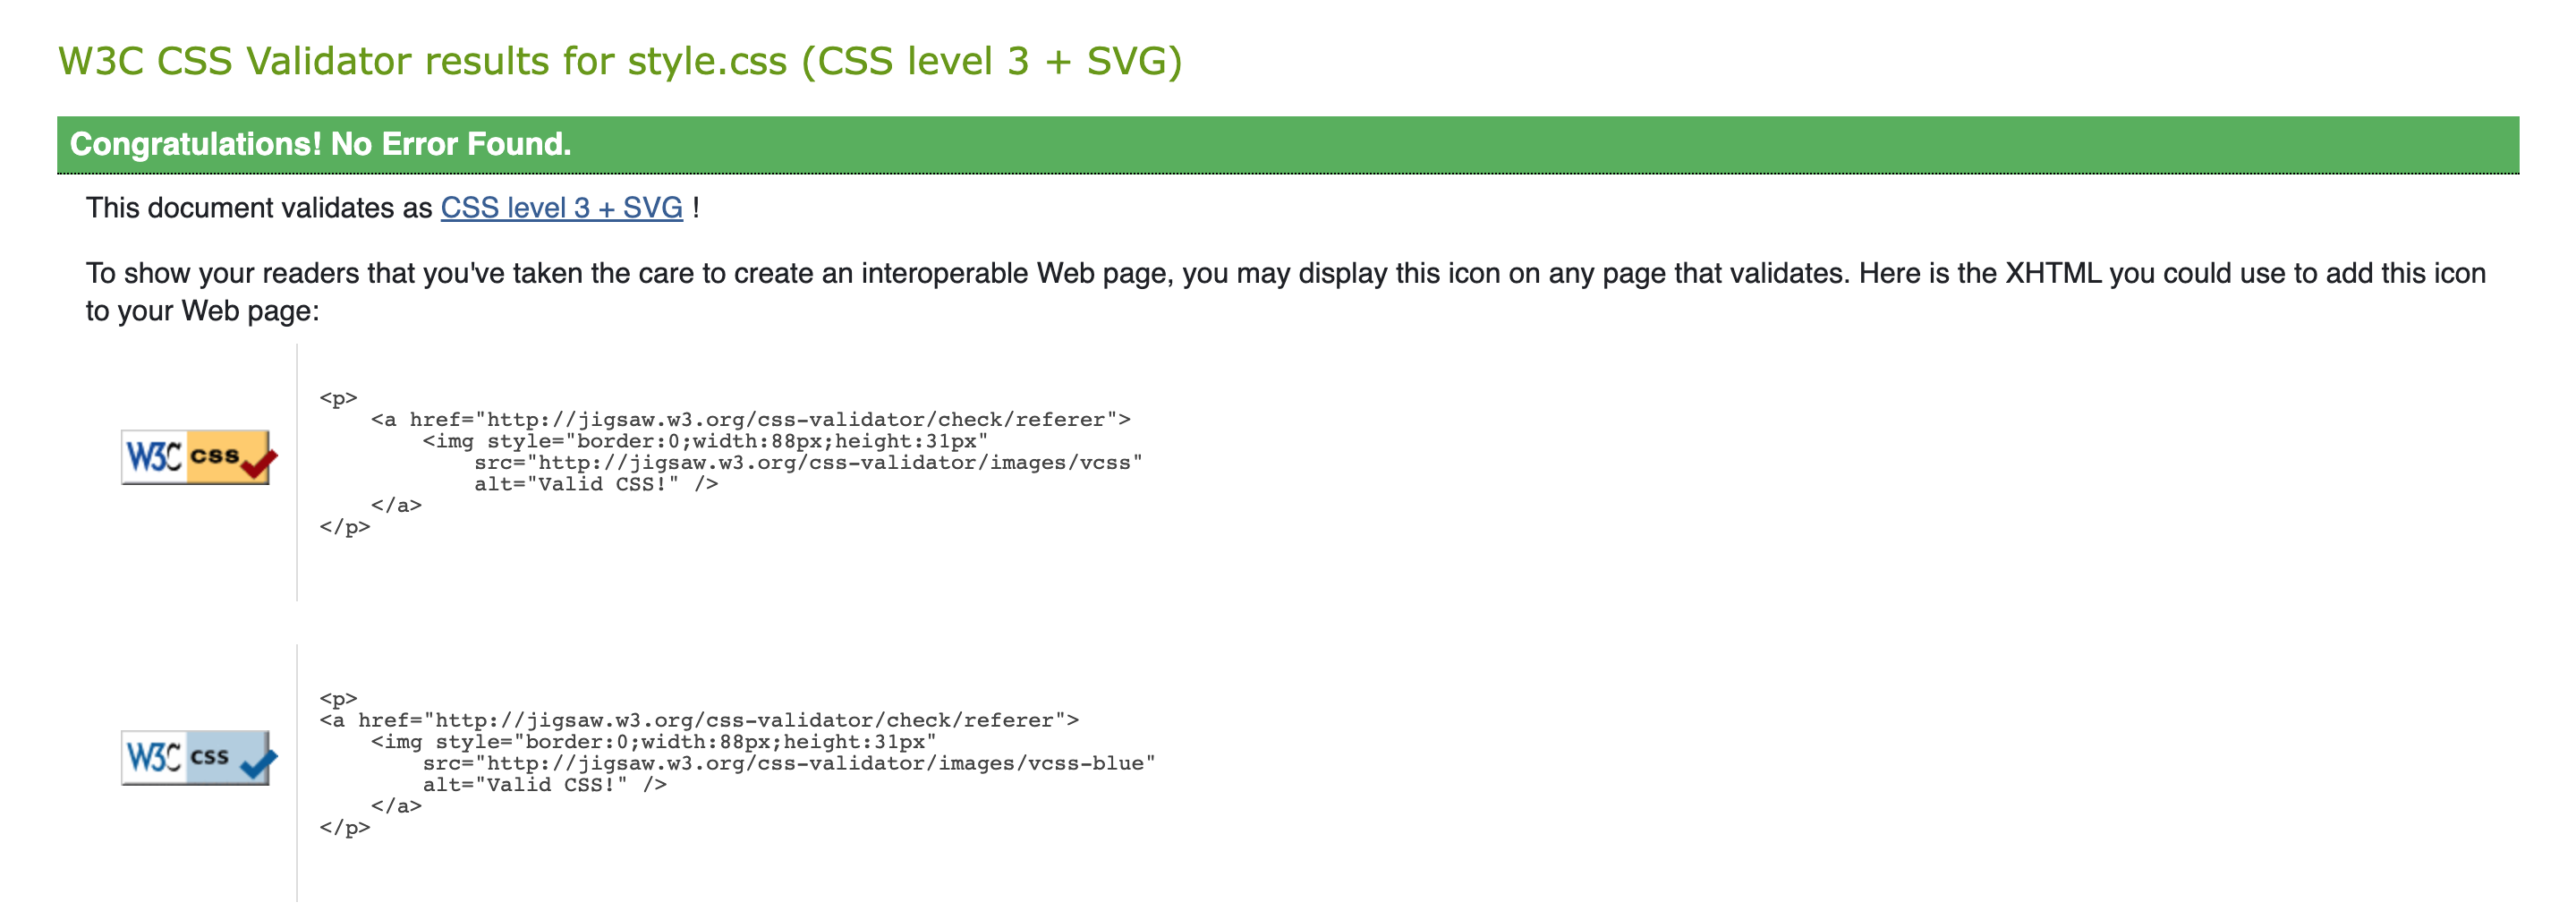 W3C CSS Validator results for style.css (CSS level 3 + SVG)
Congratulations! No Error Found.
This document validates as CSS level 3 + SVG !
To show your readers that you've taken the care to create an interoperable Web page, you may display this icon on any page that validates. Here is the XHTML you could use to add this icon
to your Web page:
W3C css
<p>
    <a href="http://jigsaw.w3.org/css-validator/check/referer">
        <img style="border:0;width:88px;height:31px"
            src="http://jigsaw.w3.org/css-validator/images/vcss"
            alt="Valid CSS!" />
    </a>
</p>
W3C css
<p>
<a href="http://jigsaw.w3.org/css-validator/check/referer">
    <img style="border:0;width:88px;height:31px"
        src="http://jigsaw.w3.org/css-validator/images/vcss-blue"
        alt="Valid CSS!" />
    </a>
</p>